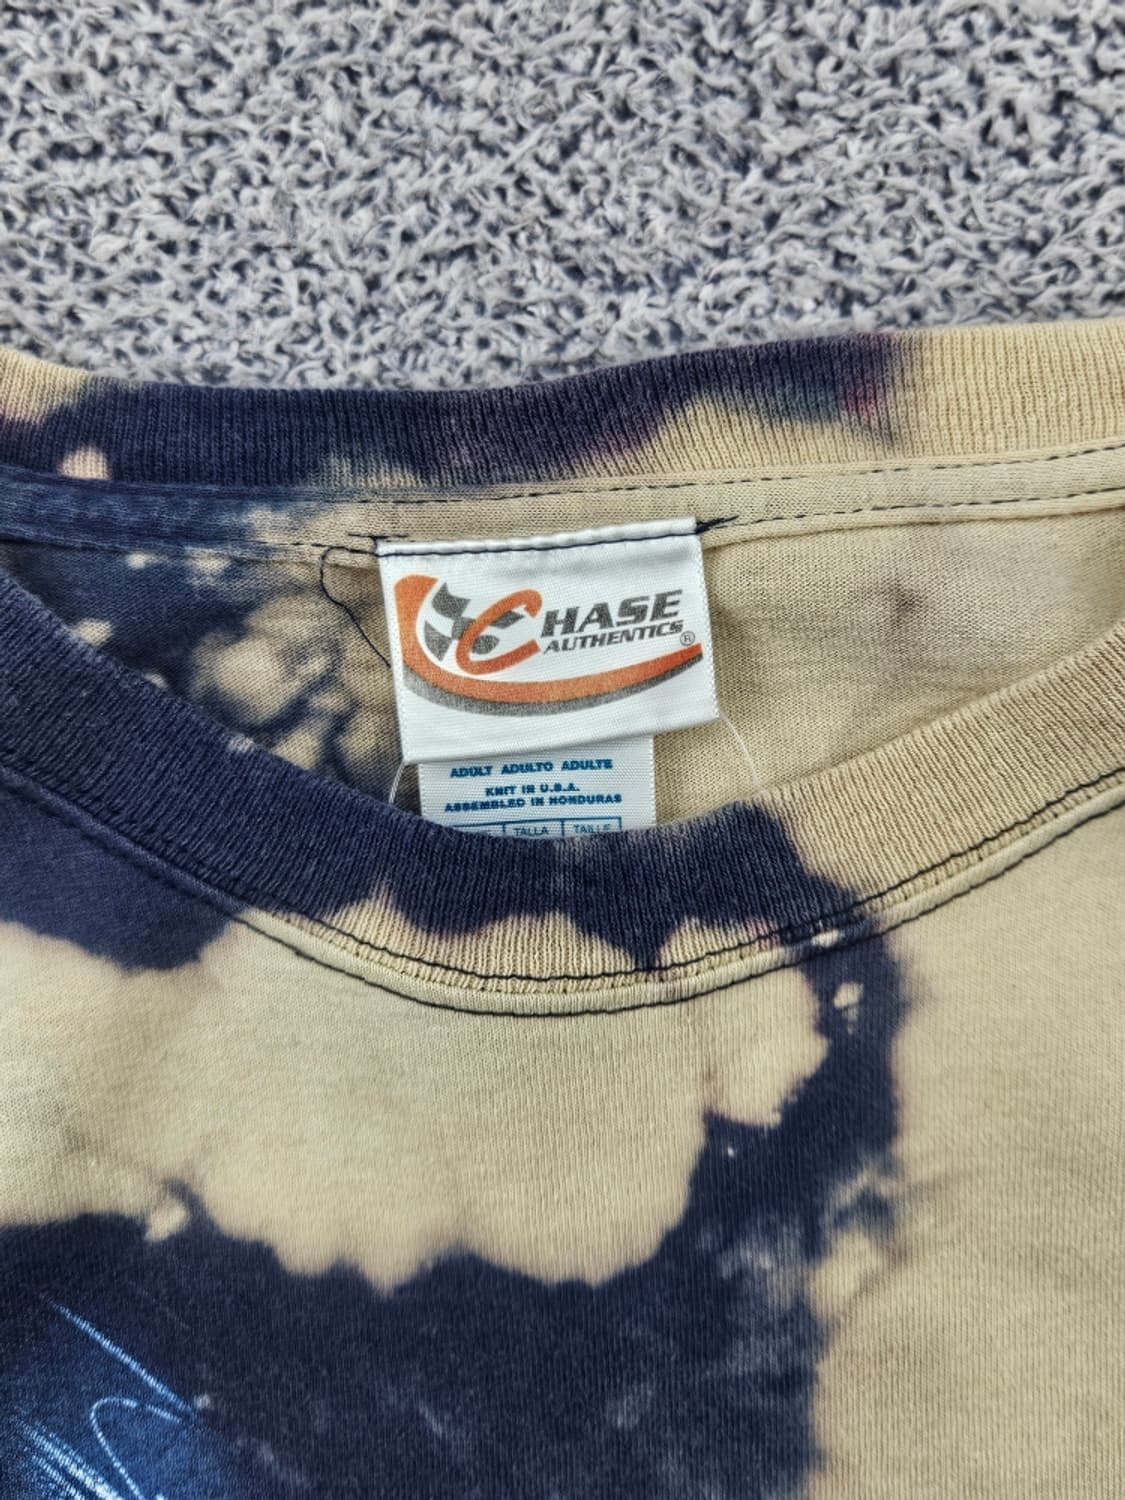 CHASE
AUTHENTICS®
ADULT ADULTO ADULTE
KNIT IN U.S.A.
ASSEMBLED IN HONDURAS
TALLA TAILLE